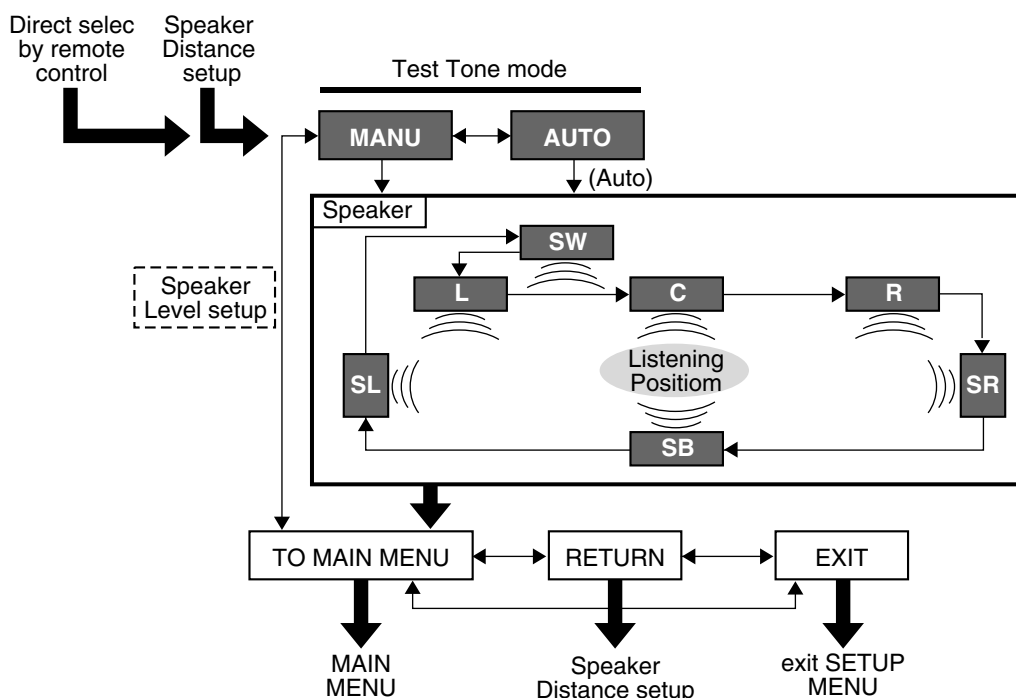 Direct selec
by remote
control
Speaker
Distance
setup
Test Tone mode
MANU
AUTO
(Auto)
Speaker
SW
L
C
R
Speaker
Level setup
Listening
Positiom
SL
SR
SB
TO MAIN MENU
RETURN
EXIT
MAIN
MENU
Speaker
Distance setup
exit SETUP
MENU